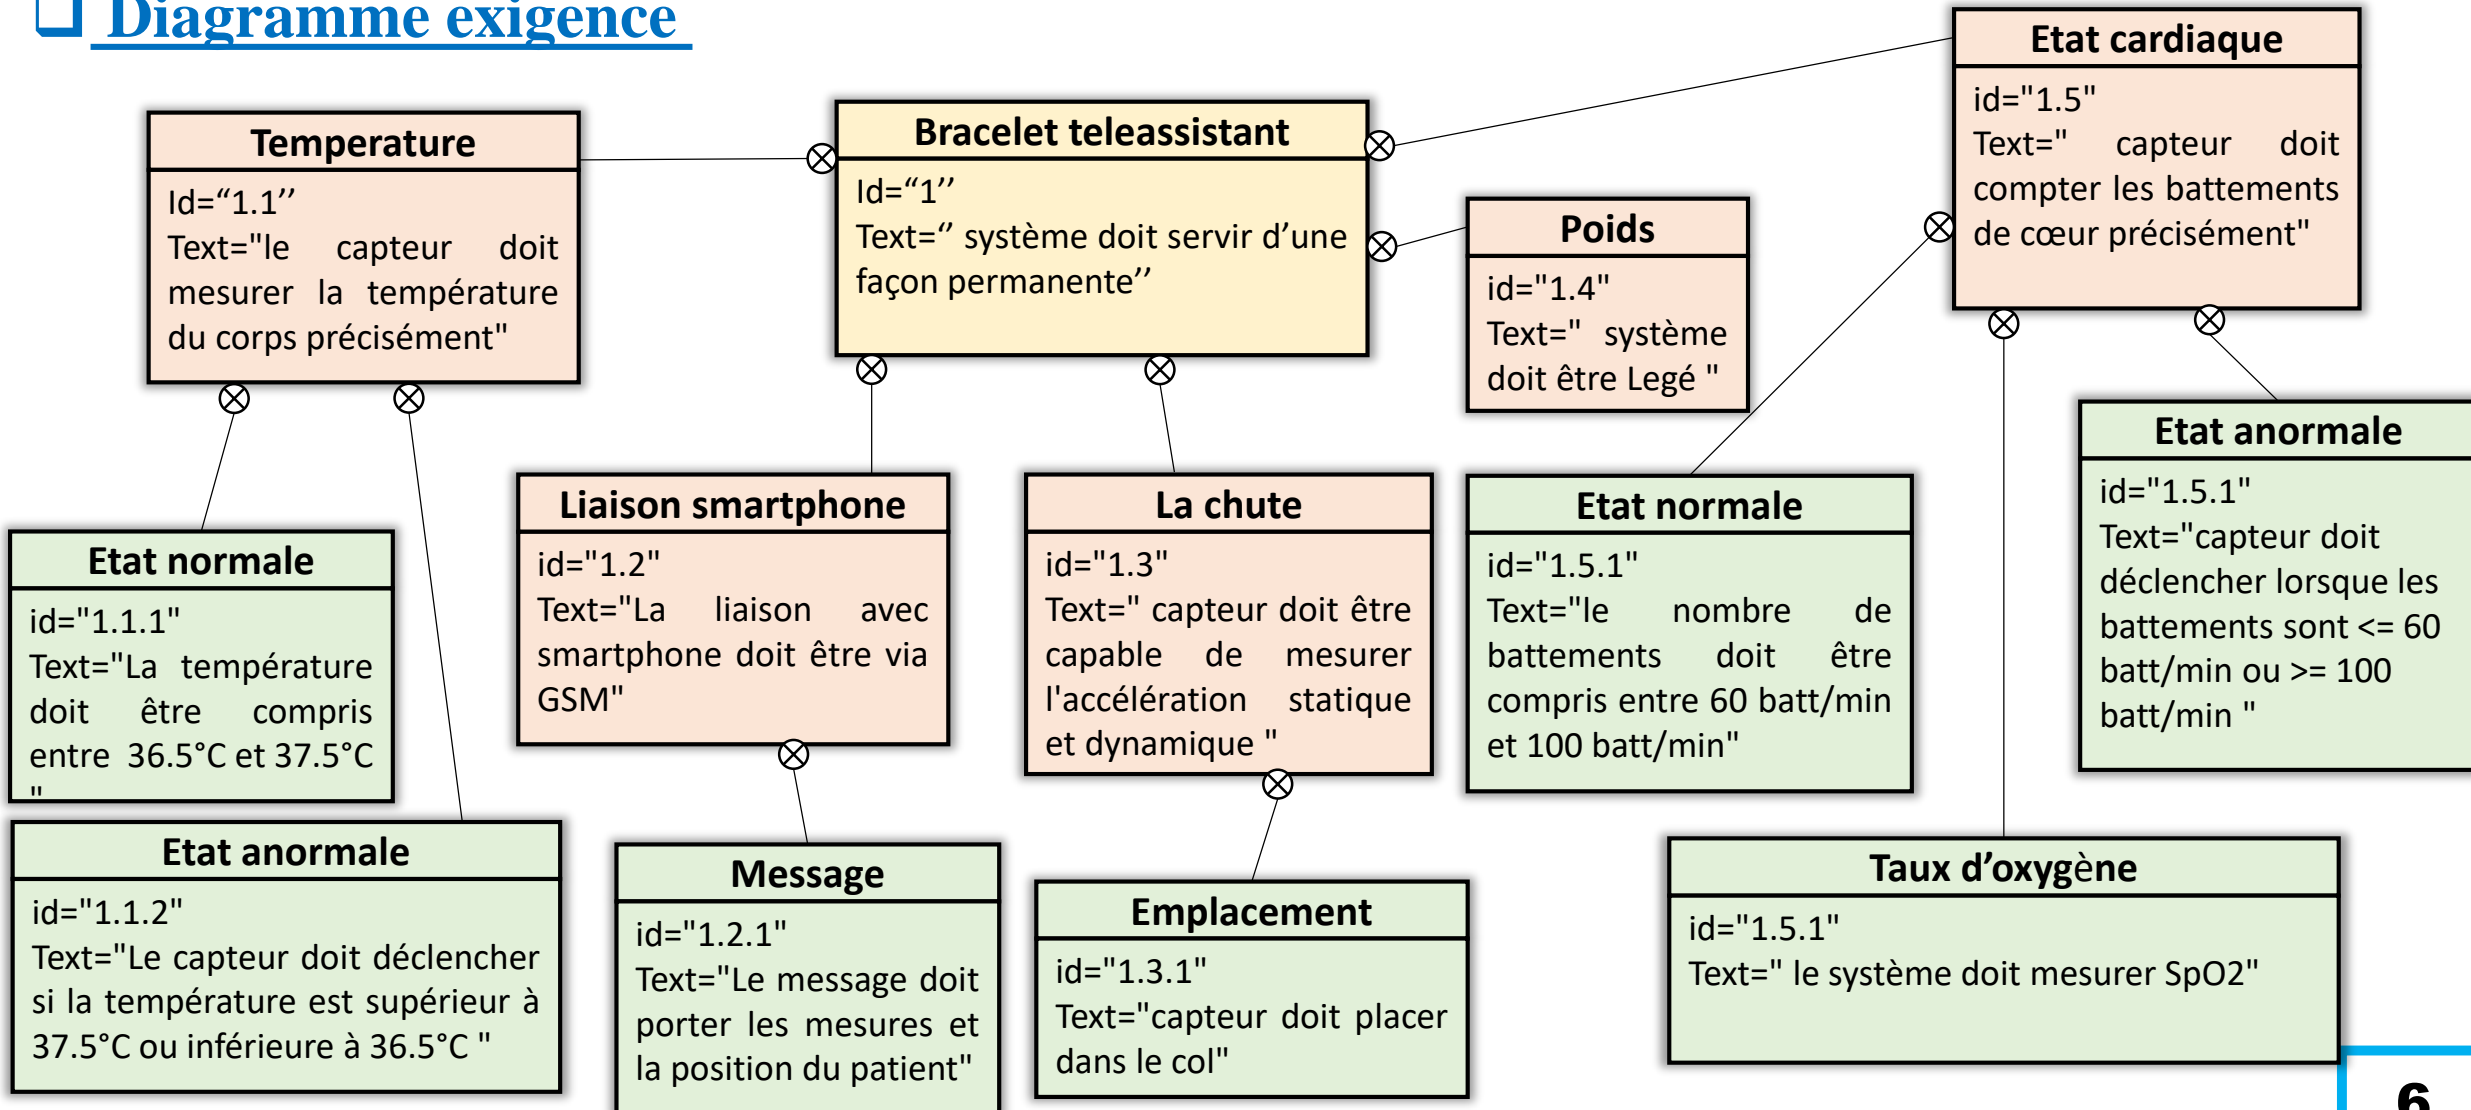 Diagramme exigence
Etat cardiaque
id="1.5"
Text=" capteur doit
compter les battements
de cœur précisément"
Temperature
Id=“1.1’’
Text="le capteur doit
mesurer la température
du corps précisément"
Bracelet teleassistant
Id=“1’’
Text=‘’ système doit servir d’une
façon permanente’’
Poids
id="1.4"
Text=" système
doit être Legé "
Etat anormale
id="1.5.1"
Text="capteur doit
déclencher lorsque les
battements sont <= 60
batt/min ou >= 100
batt/min "
Liaison smartphone
id="1.2"
Text="La liaison avec
smartphone doit être via
GSM"
La chute
id="1.3"
Text=" capteur doit être
capable de mesurer
l'accélération statique
et dynamique "
Etat normale
id="1.5.1"
Text="le nombre de
battements doit être
compris entre 60 batt/min
et 100 batt/min"
Etat normale
id="1.1.1"
Text="La température
doit être compris
entre 36.5°C et 37.5°C
"
Etat anormale
id="1.1.2"
Text="Le capteur doit déclencher
si la température est supérieur à
37.5°C ou inférieure à 36.5°C "
Message
id="1.2.1"
Text="Le message doit
porter les mesures et
la position du patient"
Emplacement
id="1.3.1"
Text="capteur doit placer
dans le col"
Taux d’oxygène
id="1.5.1"
Text=" le système doit mesurer SpO2"
6